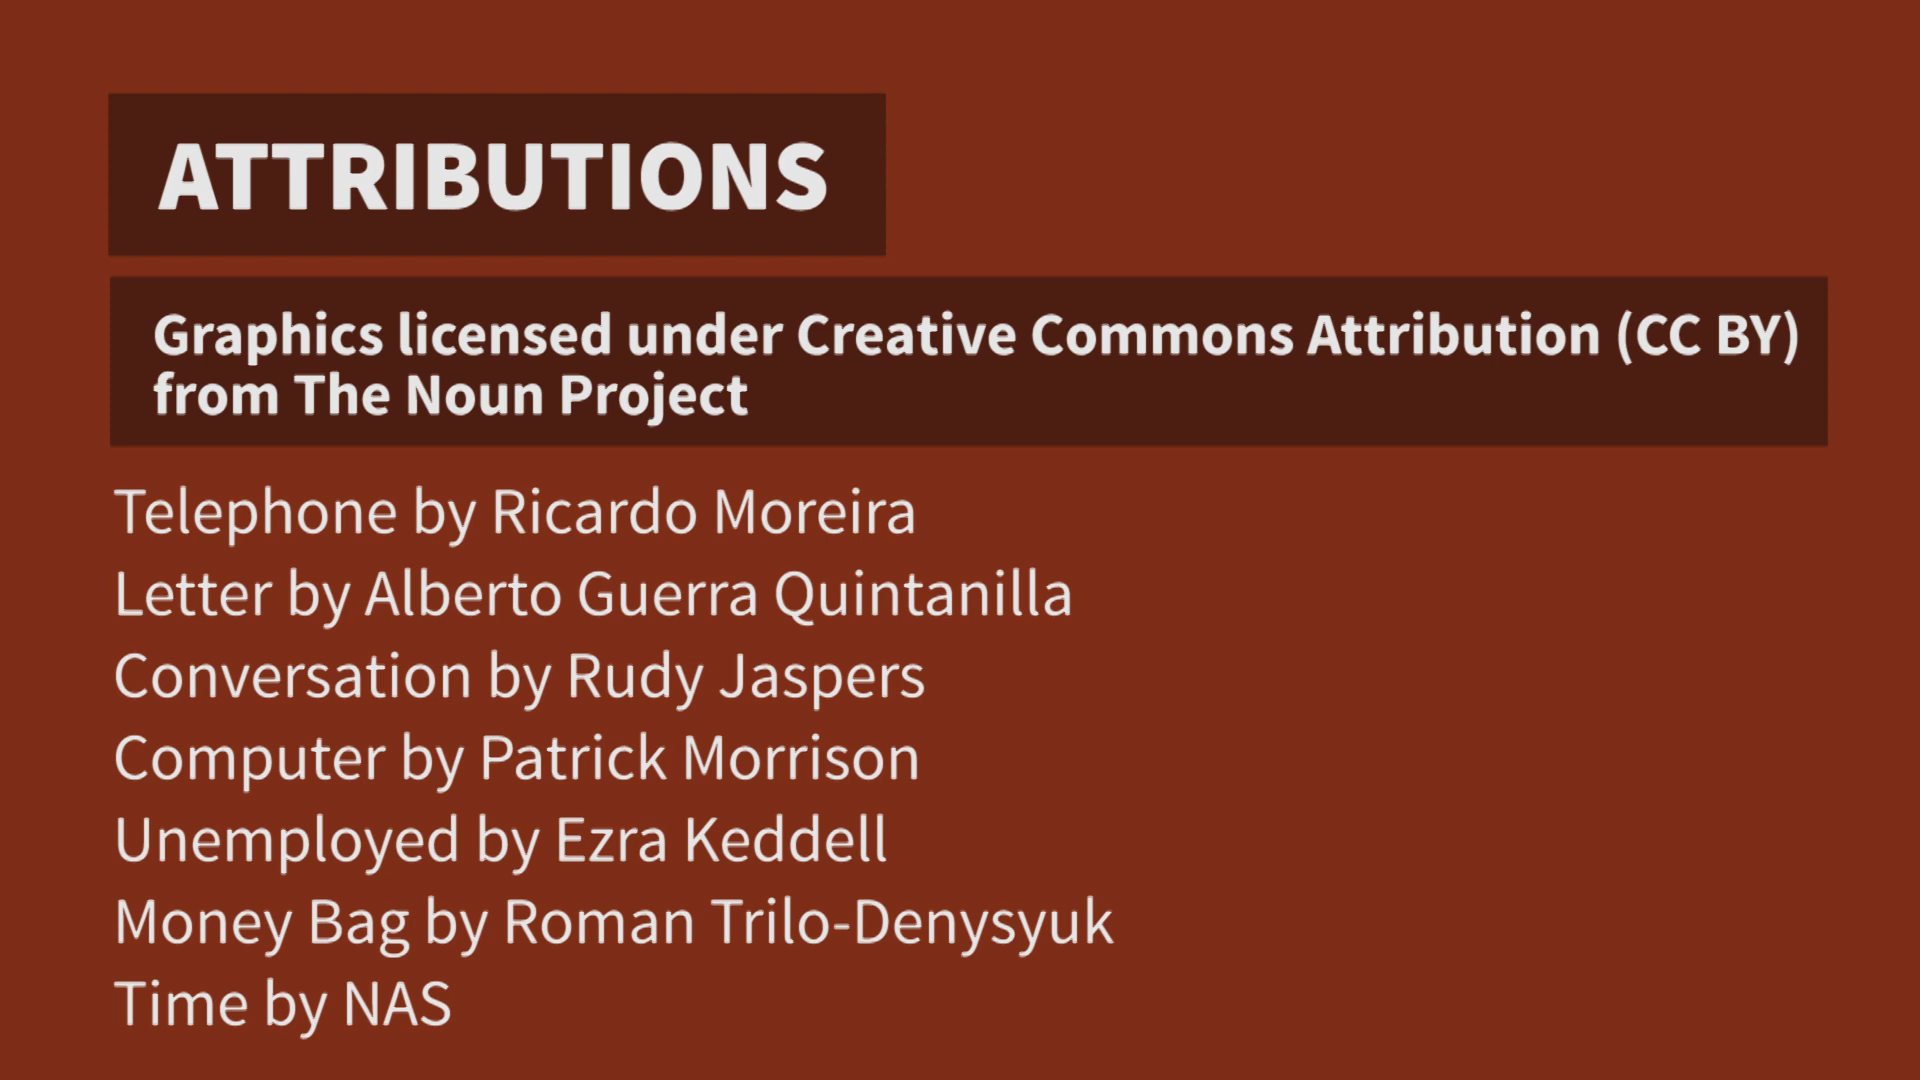 ATTRIBUTIONS
Graphics licensed under Creative Commons Attribution (CC BY)
from The Noun Project
Telephone by Ricardo Moreira
Letter by Alberto Guerra Quintanilla
Conversation by Rudy Jaspers
Computer by Patrick Morrison
Unemployed by Ezra Keddell
Money Bag by Roman Trilo-Denysyuk
Time by NAS